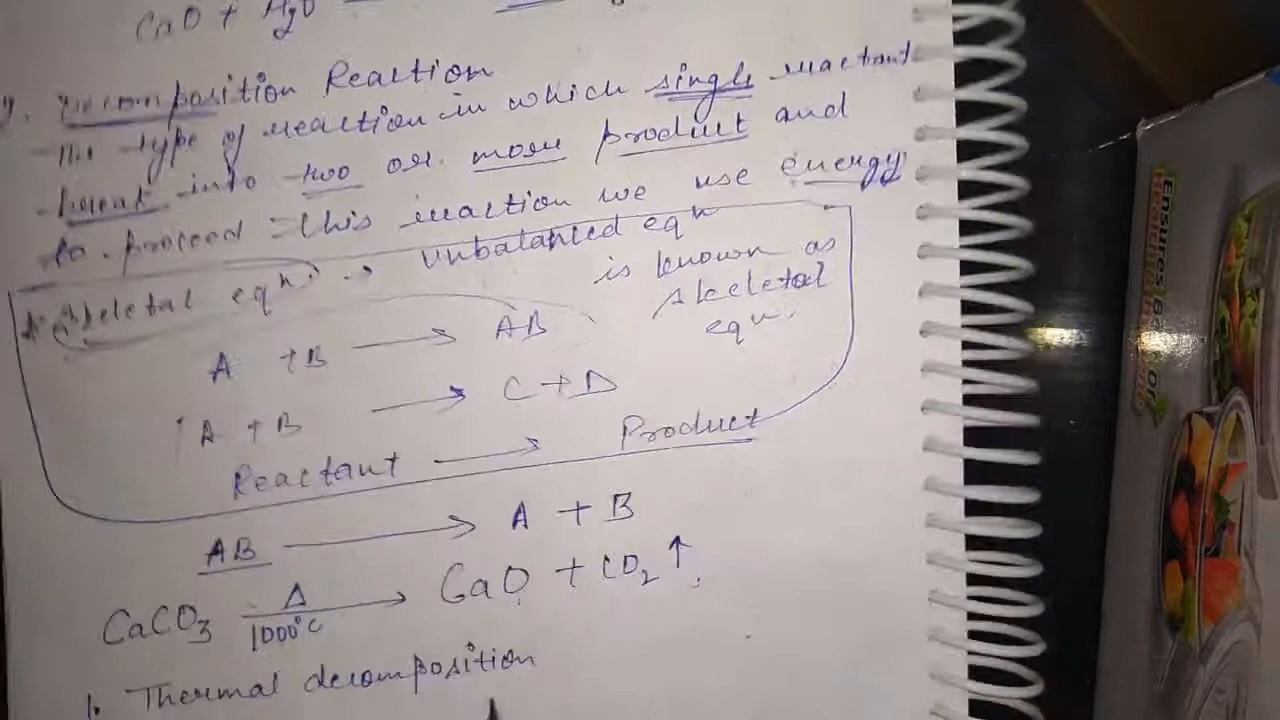 CaO + H2O
Decomposition Reaction
- The type of reaction in which single reactant
- break into two or more product and
to proceed this reaction we use energy
Skeletal eqn → unbalanced eqn
is known as
skeletal
eqn.
A + B ⟶ AB
A + B ⟶ C + D
Reactant ⟶ Product
AB ⟶ A + B
CaCO3 ⟶ Δ 1000°C CaO + CO2 ↑
1. Thermal decomposition
Ensures